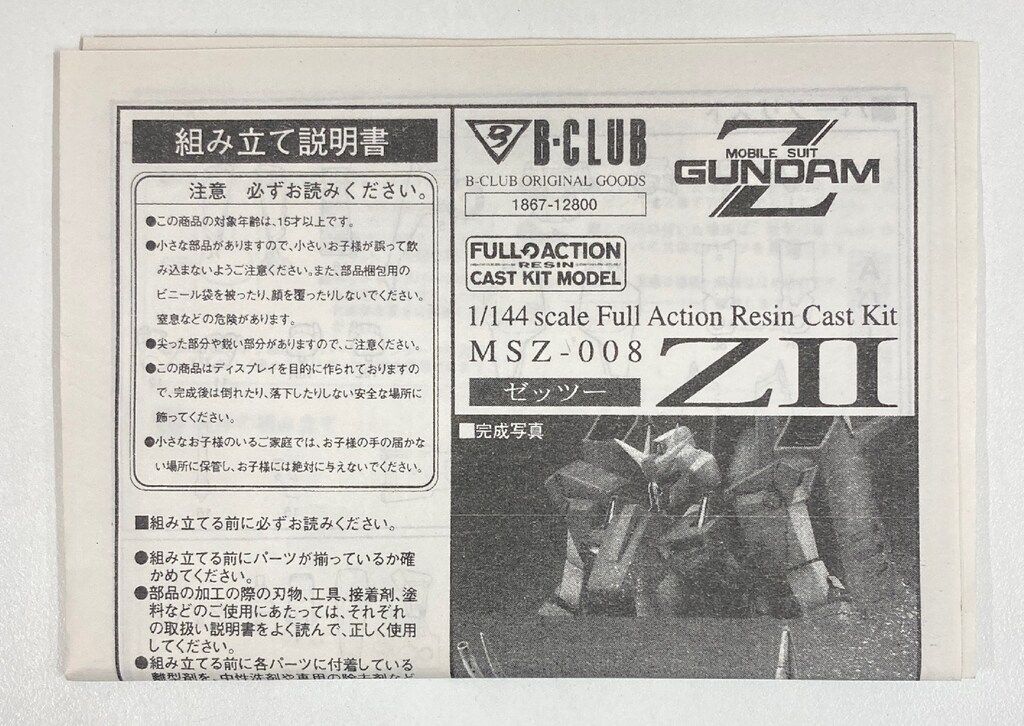 組み立て説明書
注意　必ずお読みください。
●この商品の対象年齢は、15才以上です。
●小さな部品がありますので、小さいお子様が誤って飲
み込まないようご注意ください。また、部品梱包用の
ビニール袋を被ったり、顔を覆ったりしないでください。
窒息などの危険があります。
●尖った部分や鋭い部分がありますので、ご注意ください。
●この商品はディスプレイを目的に作られておりますの
で、完成後は倒れたり、落下したりしない安全な場所に
飾ってください。
●小さなお子様のいるご家庭では、お子様の手の届かな
い場所に保管し、お子様には絶対に与えないでください。
■組み立てる前に必ずお読みください。
●組み立てる前にパーツが揃っているか確
かめてください。
●部品の加工の際の刃物、工具、接着剤、塗
料などのご使用にあたっては、それぞれ
の取扱い説明書をよく読んで、正しく使用
してください。
●組み立てる前に各パーツに付着している
離型剤を、中性洗剤や専用の除去剤など
B-CLUB
B-CLUB ORIGINAL GOODS
1867-12800
MOBILE SUIT
Z GUNDAM
FULL ACTION
RESIN
CAST KIT MODEL
1/144 scale Full Action Resin Cast Kit
MSZ-008 ZII
ゼッツー
■完成写真